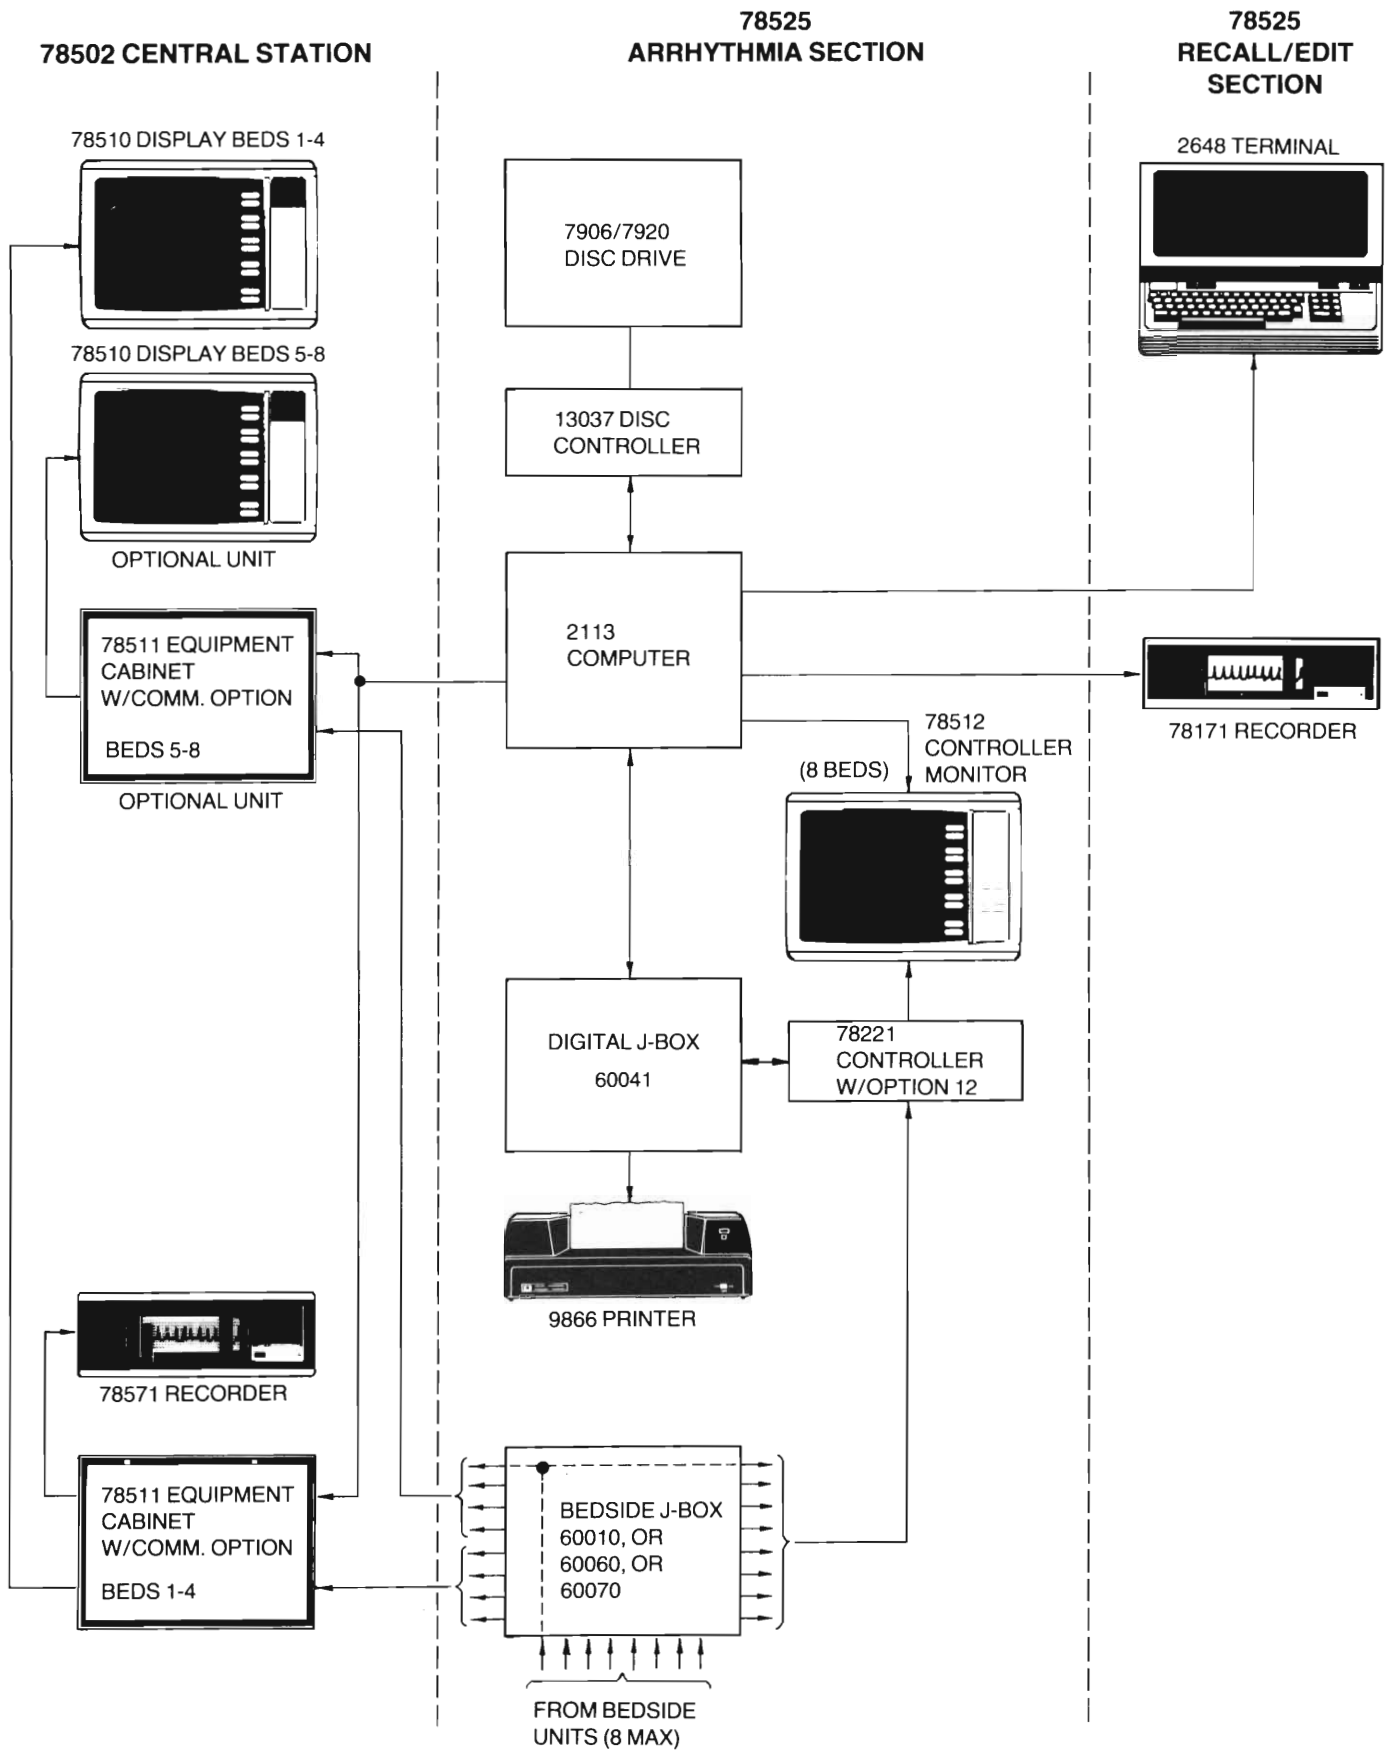 78502 CENTRAL STATION
78525
ARRHYTHMIA SECTION
78525
RECALL/EDIT
SECTION
78510 DISPLAY BEDS 1-4
78510 DISPLAY BEDS 5-8
OPTIONAL UNIT
78511 EQUIPMENT
CABINET
W/COMM. OPTION
BEDS 5-8
OPTIONAL UNIT
78571 RECORDER
78511 EQUIPMENT
CABINET
W/COMM. OPTION
BEDS 1-4
7906/7920
DISC DRIVE
13037 DISC
CONTROLLER
2113
COMPUTER
78512
CONTROLLER
MONITOR
(8 BEDS)
DIGITAL J-BOX
60041
78221
CONTROLLER
W/OPTION 12
9866 PRINTER
BEDSIDE J-BOX
60010, OR
60060, OR
60070
FROM BEDSIDE
UNITS (8 MAX)
2648 TERMINAL
78171 RECORDER